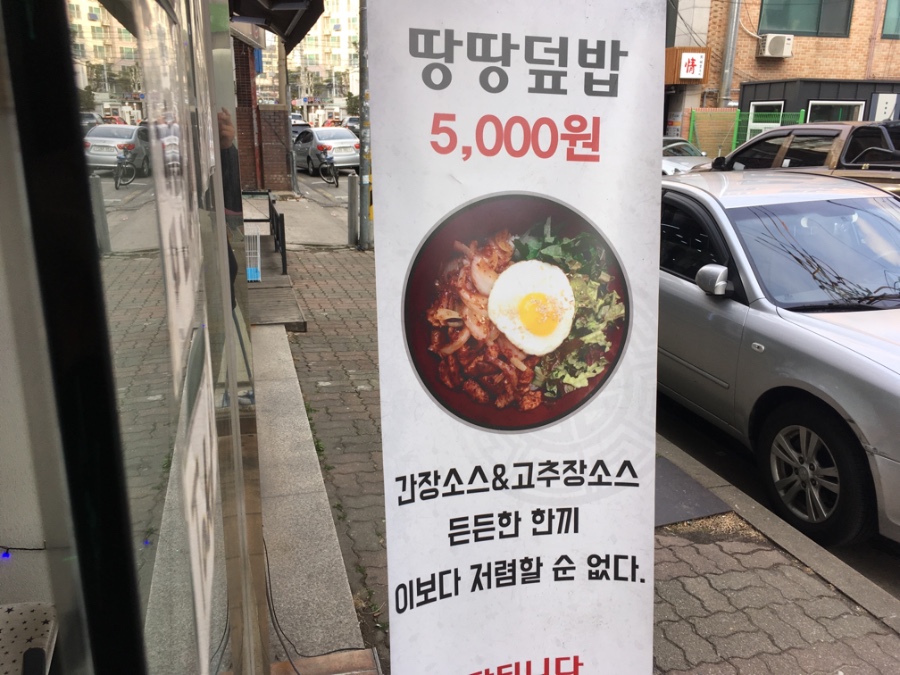 땅땅덮밥
5,000원
간장소스&고추장소스
든든한 한끼
이보다 저렴할 순 없다.
情